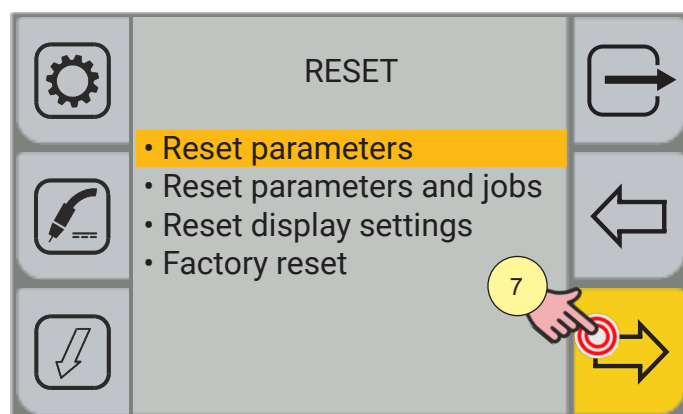 RESET
• Reset parameters
• Reset parameters and jobs
• Reset display settings
• Factory reset
7